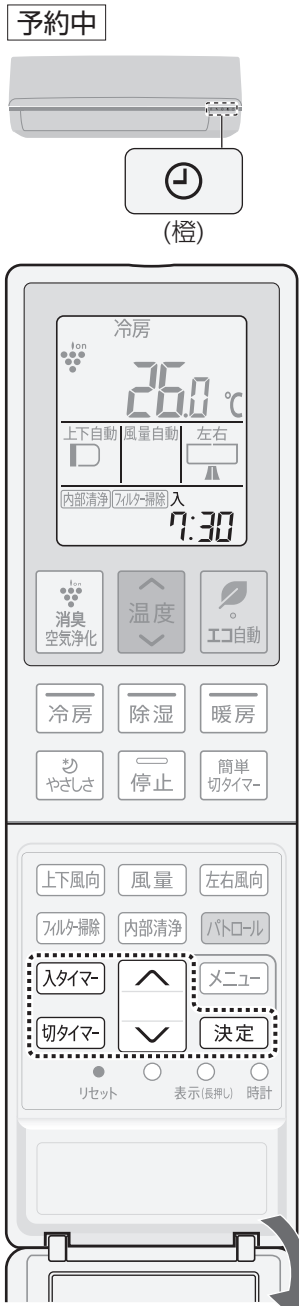 予約中
(橙)
冷房
ion
26.0 ℃
上下自動 風量自動 左右
内部清浄 フィルター掃除 入
7:30
ion
消臭
空気浄化
温度
エコ自動
冷房 除湿 暖房
やさしさ
停止
簡単
切タイマー
上下風向 風量 左右風向
フィルター掃除 内部清浄 パトロール
入タイマー メニュー
切タイマー 決定
リセット 表示(長押し) 時計